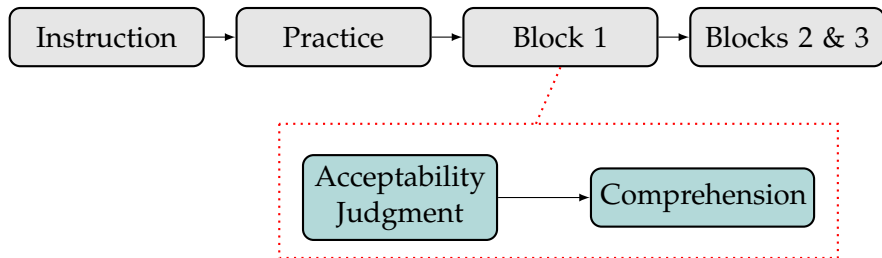 Instruction
Practice
Block 1
Blocks 2 & 3
Acceptability
Judgment
Comprehension